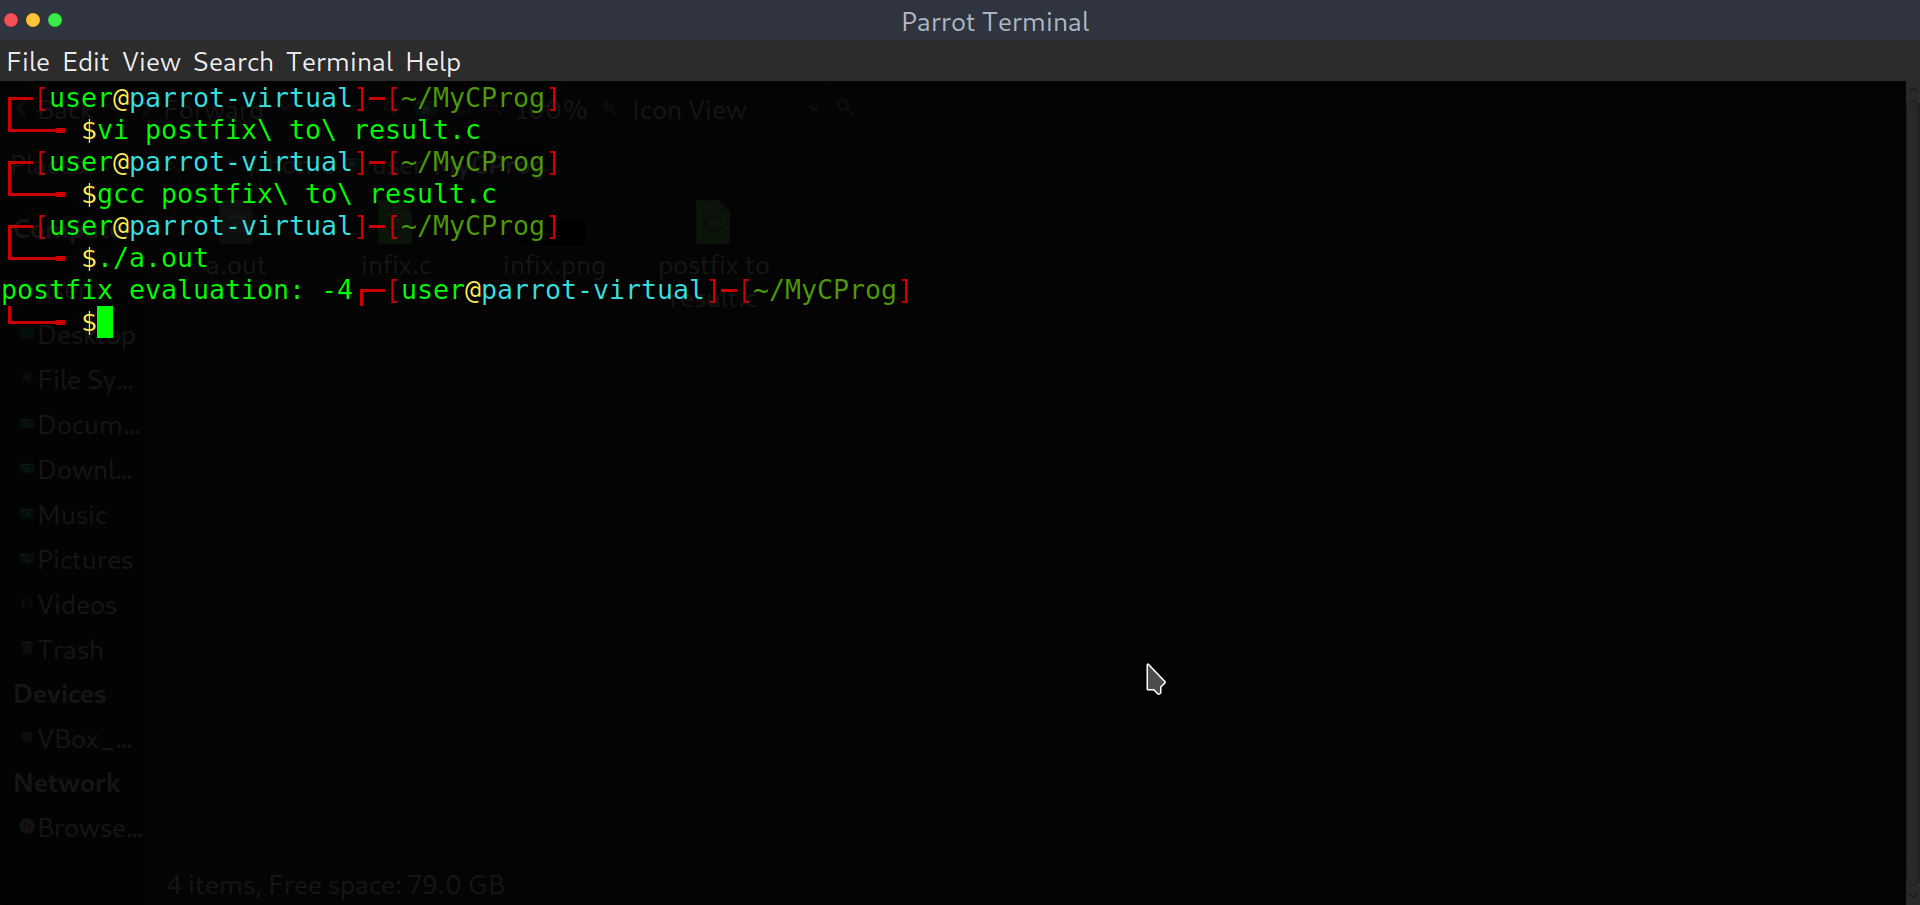 Parrot Terminal
File Edit View Search Terminal Help
┌─[user@parrot-virtual]─[~/MyCProg]
└──╼ $vi postfix\ to\ result.c
┌─[user@parrot-virtual]─[~/MyCProg]
└──╼ $gcc postfix\ to\ result.c
┌─[user@parrot-virtual]─[~/MyCProg]
└──╼ $./a.out
postfix evaluation: -4┌─[user@parrot-virtual]─[~/MyCProg]
└──╼ $
Back Forward 100% Icon View
a.out infix.c infix.png postfix to
result.c
Desktop
File Sy...
Docum...
Downl...
Music
Pictures
Videos
Trash
Devices
VBox_...
Network
Browse...
4 items, Free space: 79.0 GB